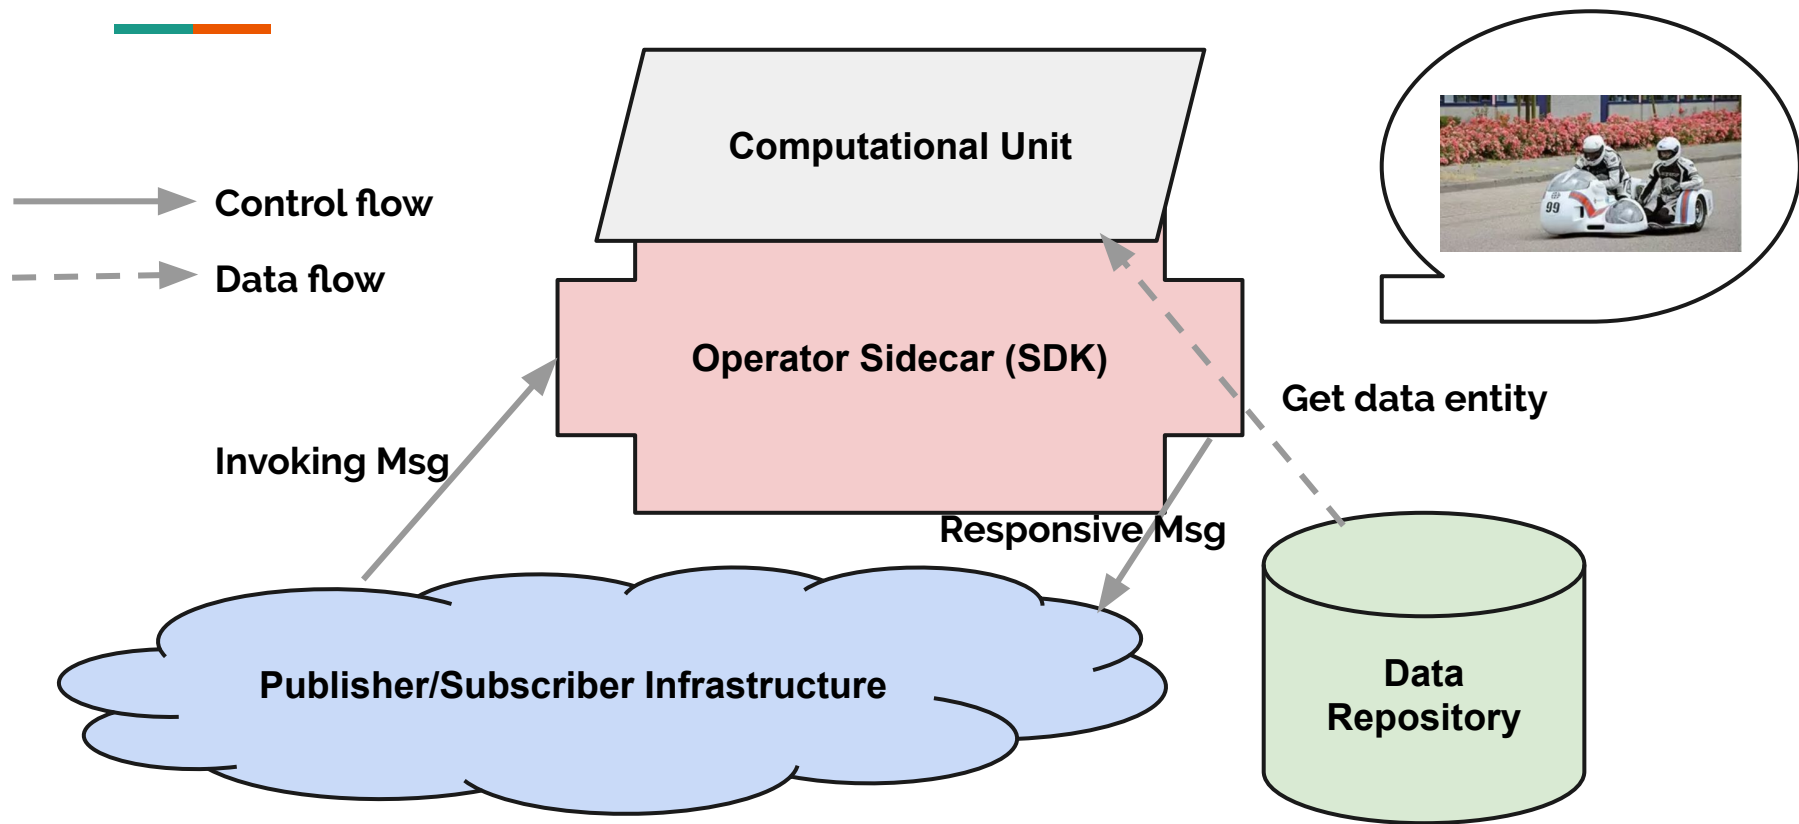 Computational Unit
Control flow
Data flow
Operator Sidecar (SDK)
Get data entity
Invoking Msg
Responsive Msg
Publisher/Subscriber Infrastructure
Data
Repository
99